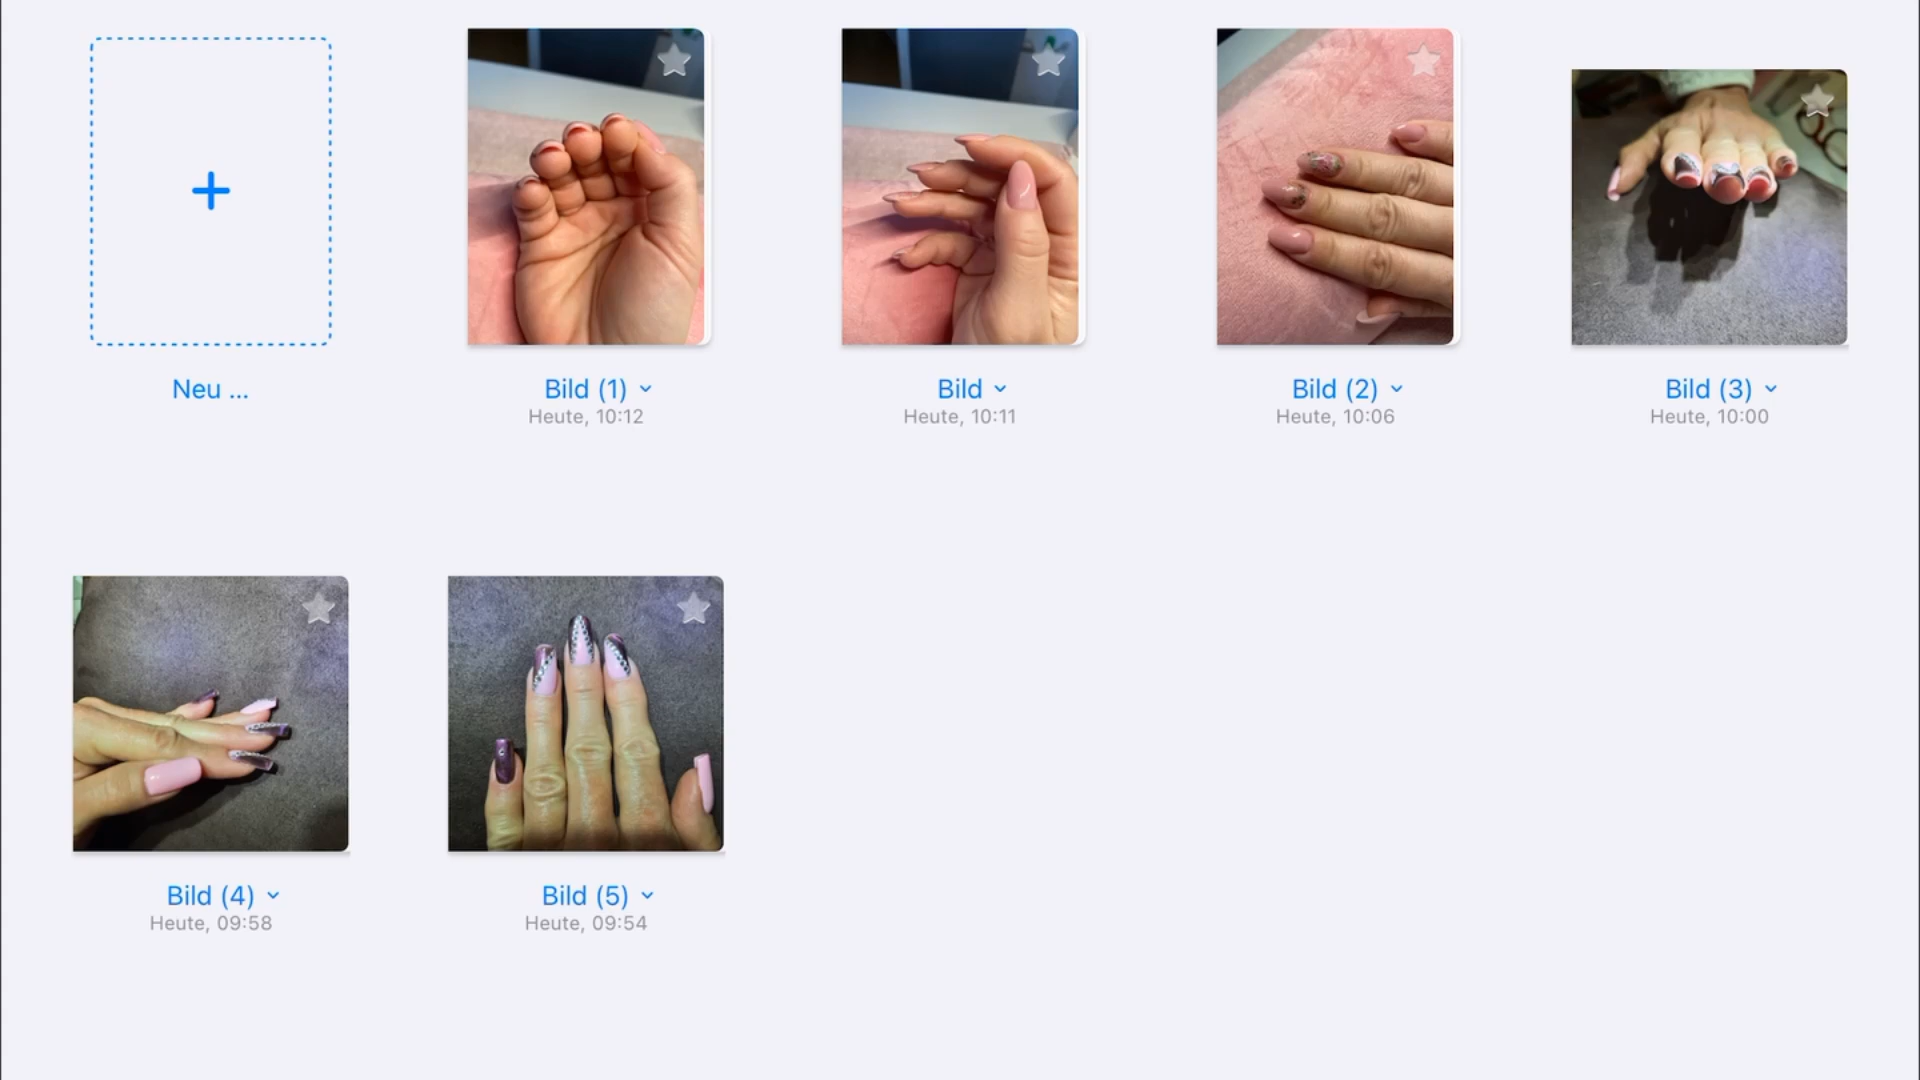 Neu ...
Bild (1)
Heute, 10:12
Bild
Heute, 10:11
Bild (2)
Heute, 10:06
Bild (3)
Heute, 10:00
Bild (4)
Heute, 09:58
Bild (5)
Heute, 09:54